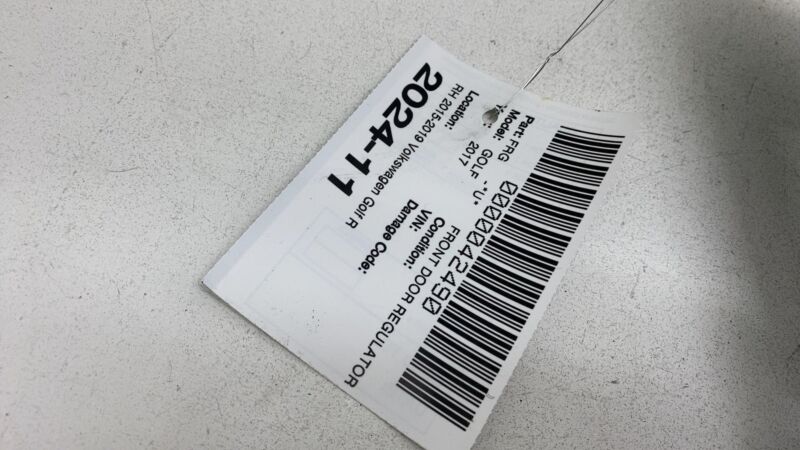 0000042490
Part: FRG FRONT DOOR REGULATOR
Model: GOLF - "U"
2017 Condition:
VIN:
Location: Damage Code:
RH 2015-2019 Volkswagen Golf R
2024-11